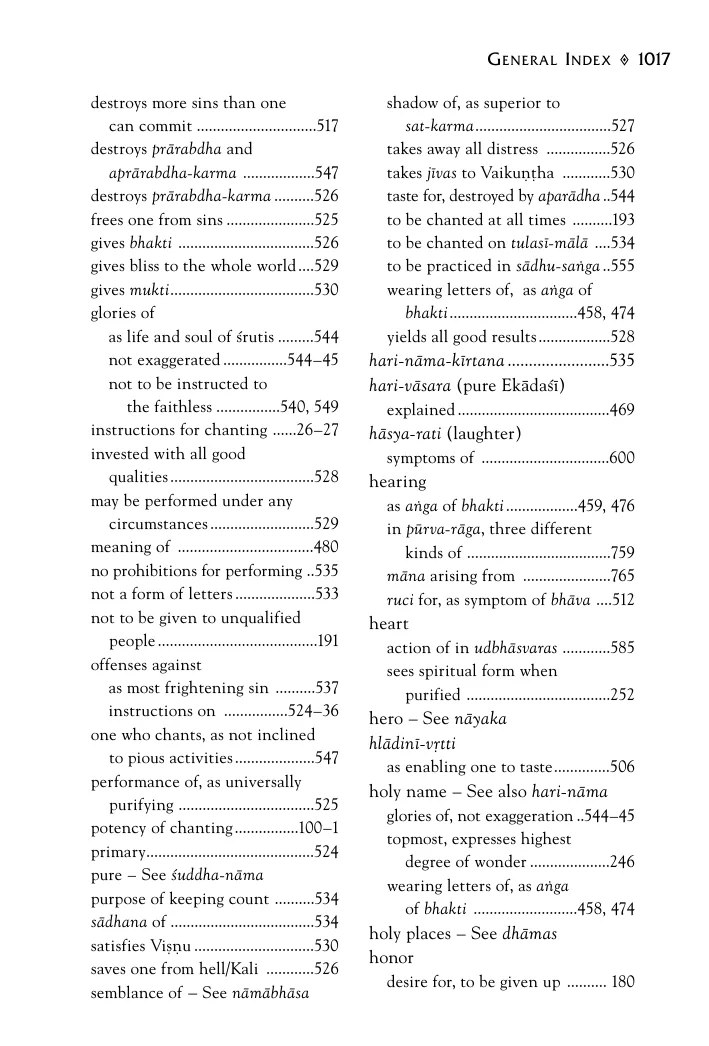 GENERAL INDEX ◈ 1017
destroys more sins than one
can commit ..............................517
destroys prārabdha and
aprārabdha-karma ..................547
destroys prārabdha-karma ..........526
frees one from sins ......................525
gives bhakti ..................................526
gives bliss to the whole world....529
gives mukti....................................530
glories of
as life and soul of śrutis .........544
not exaggerated ................544–45
not to be instructed to
the faithless ................540, 549
instructions for chanting ......26–27
invested with all good
qualities....................................528
may be performed under any
circumstances ..........................529
meaning of ..................................480
no prohibitions for performing ..535
not a form of letters ....................533
not to be given to unqualified
people ........................................191
offenses against
as most frightening sin ..........537
instructions on ................524–36
one who chants, as not inclined
to pious activities....................547
performance of, as universally
purifying ..................................525
potency of chanting................100–1
primary..........................................524
pure – See śuddha-nāma
purpose of keeping count ..........534
sādhana of ....................................534
satisfies Viṣṇu ..............................530
saves one from hell/Kali ............526
semblance of – See nāmābhāsa
shadow of, as superior to
sat-karma..................................527
takes away all distress ................526
takes jīvas to Vaikuṇṭha ............530
taste for, destroyed by aparādha ..544
to be chanted at all times ..........193
to be chanted on tulasī-mālā ....534
to be practiced in sādhu-saṅga ..555
wearing letters of, as aṅga of
bhakti................................458, 474
yields all good results..................528
hari-nāma-kīrtana .........................535
hari-vāsara (pure Ekādaśī)
explained ......................................469
hāsya-rati (laughter)
symptoms of ................................600
hearing
as aṅga of bhakti ..................459, 476
in pūrva-rāga, three different
kinds of ....................................759
māna arising from ......................765
ruci for, as symptom of bhāva ....512
heart
action of in udbhāsvaras ............585
sees spiritual form when
purified ....................................252
hero – See nāyaka
hlādinī-vṛtti
as enabling one to taste..............506
holy name – See also hari-nāma
glories of, not exaggeration ..544–45
topmost, expresses highest
degree of wonder ....................246
wearing letters of, as aṅga
of bhakti ..........................458, 474
holy places – See dhāmas
honor
desire for, to be given up .......... 180